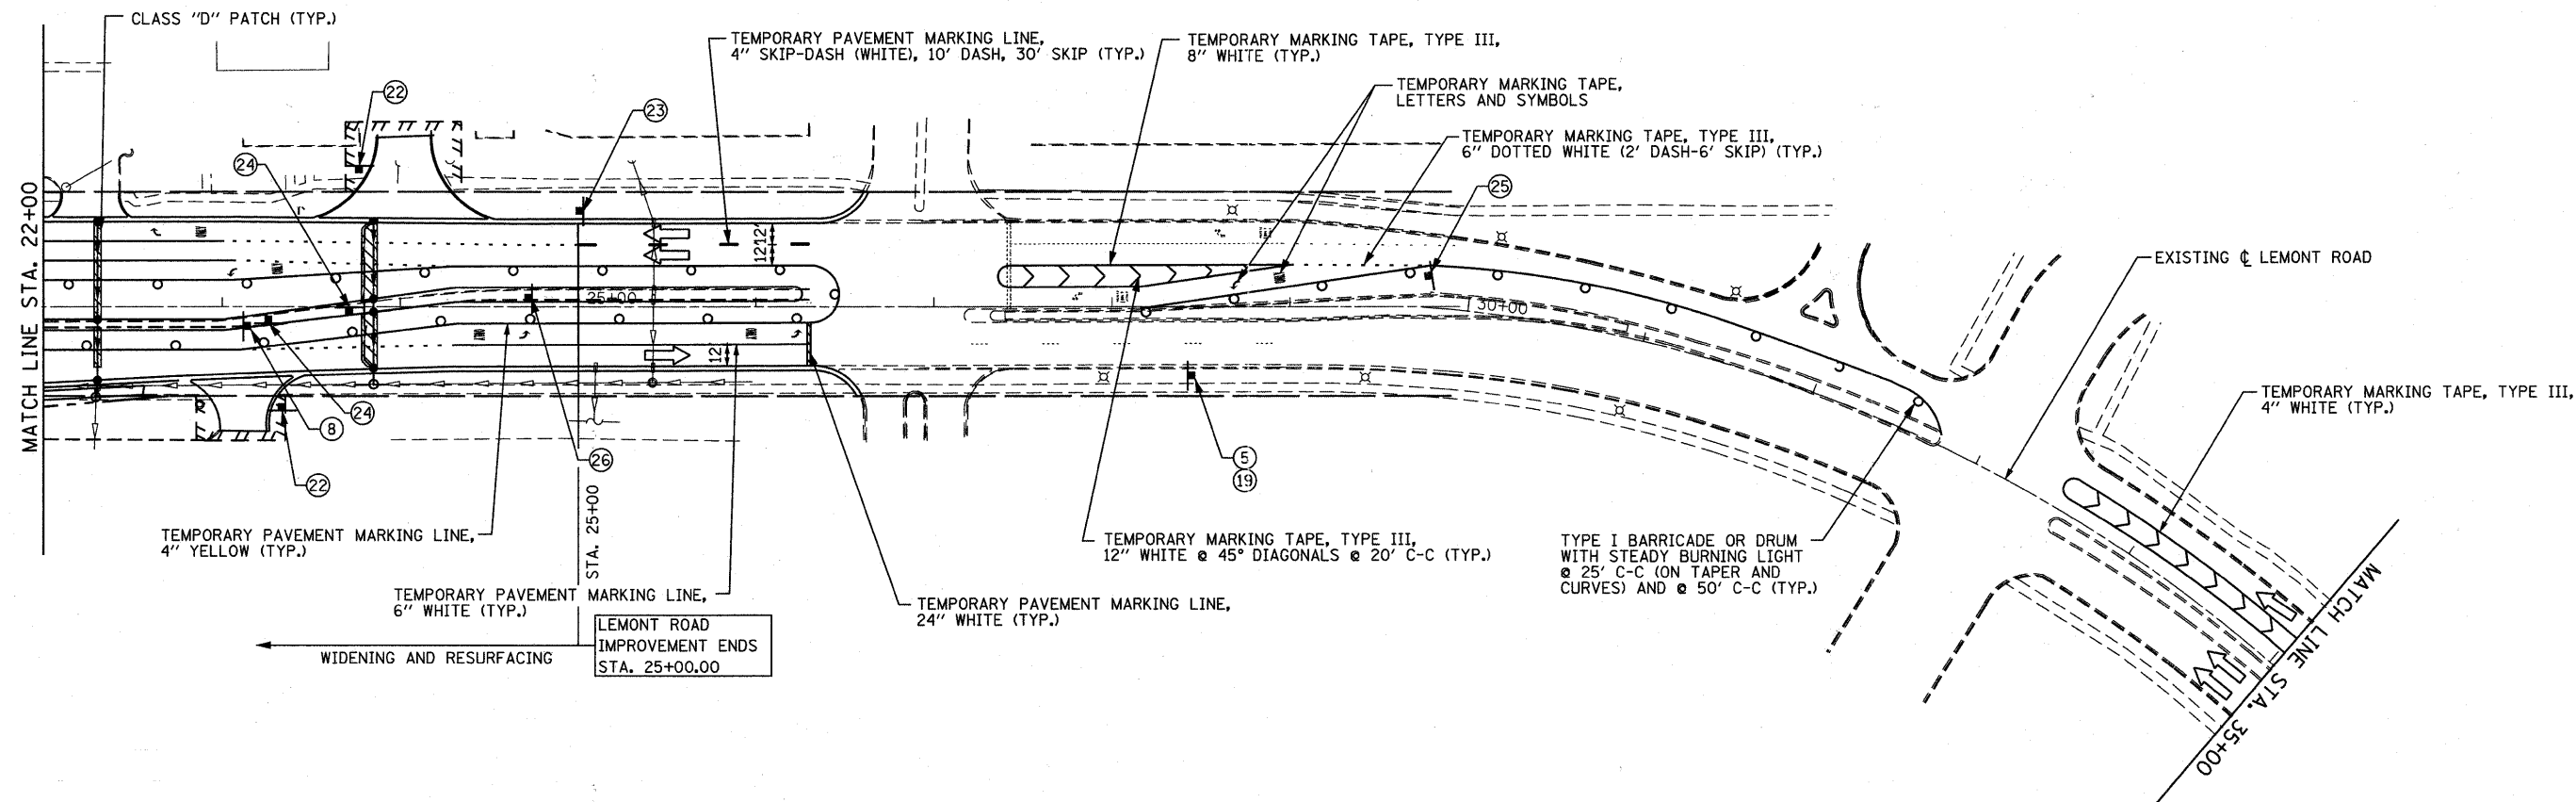 CLASS "D" PATCH (TYP.)
TEMPORARY PAVEMENT MARKING LINE,
4" SKIP-DASH (WHITE), 10' DASH, 30' SKIP (TYP.)
TEMPORARY MARKING TAPE, TYPE III,
8" WHITE (TYP.)
TEMPORARY MARKING TAPE,
LETTERS AND SYMBOLS
TEMPORARY MARKING TAPE, TYPE III,
6" DOTTED WHITE (2' DASH-6' SKIP) (TYP.)
22
23
24
25
MATCH LINE STA. 22+00
12'
12'
EXISTING ℄ LEMONT ROAD
25+00
30+00
12'
TEMPORARY MARKING TAPE, TYPE III,
4" WHITE (TYP.)
24
8
26
22
5
19
TEMPORARY PAVEMENT MARKING LINE,
4" YELLOW (TYP.)
STA. 25+00
TEMPORARY MARKING TAPE, TYPE III,
12" WHITE @ 45° DIAGONALS @ 20' C-C (TYP.)
TYPE I BARRICADE OR DRUM
WITH STEADY BURNING LIGHT
@ 25' C-C (ON TAPER AND
CURVES) AND @ 50' C-C (TYP.)
TEMPORARY PAVEMENT MARKING LINE,
6" WHITE (TYP.)
TEMPORARY PAVEMENT MARKING LINE,
24" WHITE (TYP.)
LEMONT ROAD
IMPROVEMENT ENDS
STA. 25+00.00
WIDENING AND RESURFACING
MATCH LINE STA. 35+00